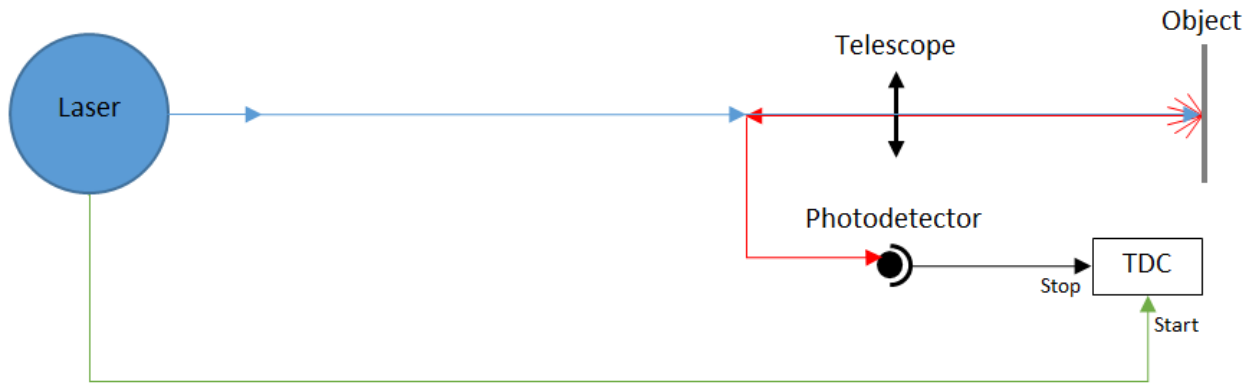 Object
Telescope
Laser
Photodetector
TDC
Stop
Start